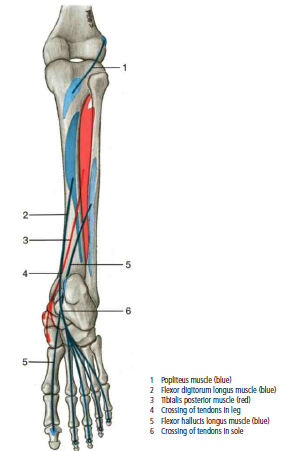 1
2
3
4
5
6
5
1 Popliteus muscle (blue)
2 Flexor digitorum longus muscle (blue)
3 Tibialis posterior muscle (red)
4 Crossing of tendons in leg
5 Flexor hallucis longus muscle (blue)
6 Crossing of tendons in sole